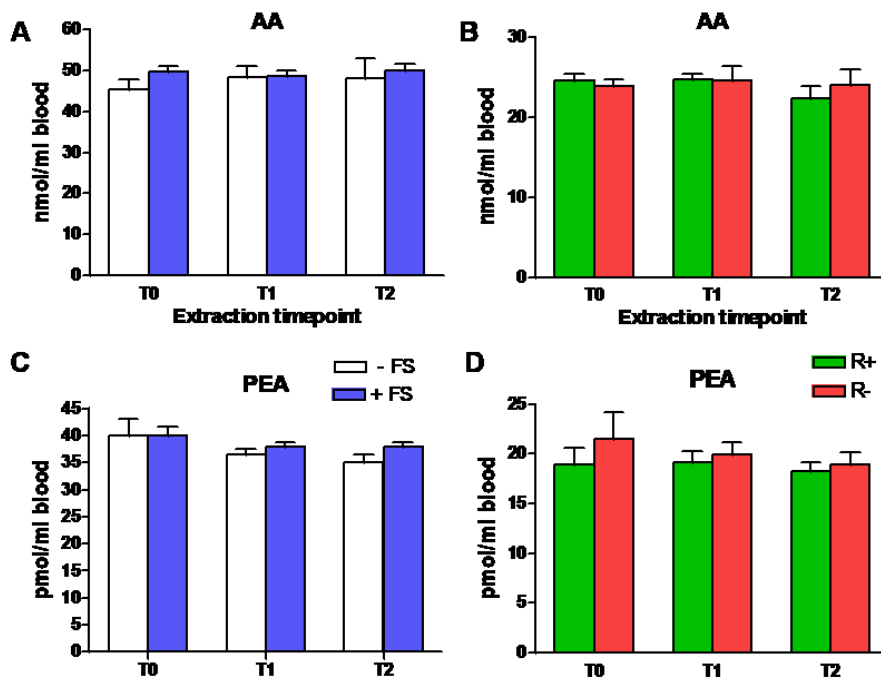 A
AA
nmol/ml blood
60
50
40
30
20
10
0
T0
T1
T2
Extraction timepoint
B
AA
nmol/ml blood
30
20
10
0
T0
T1
T2
Extraction timepoint
C
PEA
- FS
+ FS
pmol/ml blood
45
40
35
30
25
20
15
10
5
0
T0
T1
T2
D
PEA
R+
R-
pmol/ml blood
25
20
15
10
5
0
T0
T1
T2